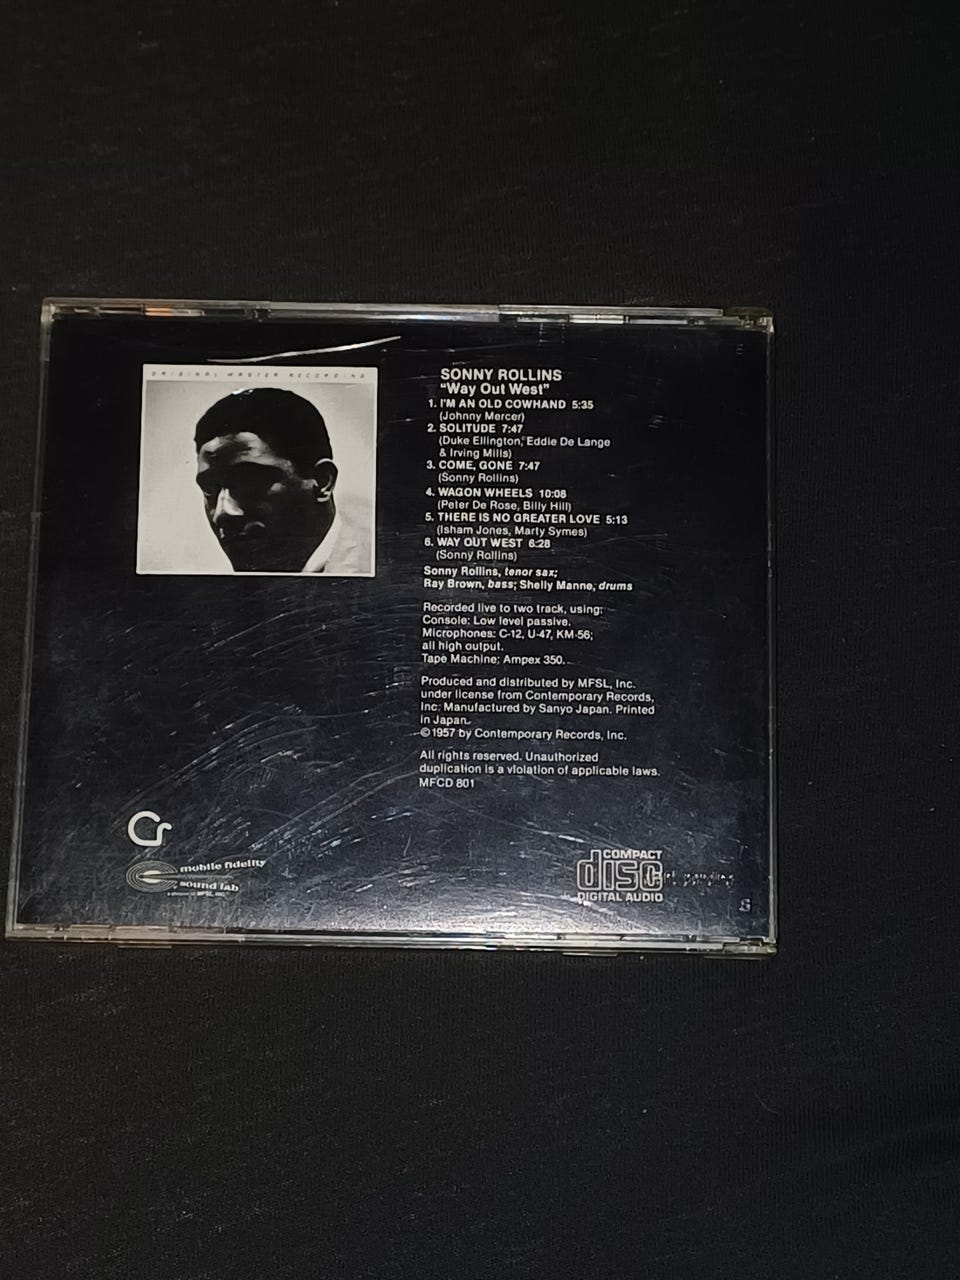 ORIGINAL MASTER RECORDING
SONNY ROLLINS
"Way Out West"
1. I'M AN OLD COWHAND 5:35
(Johnny Mercer)
2. SOLITUDE 7:47
(Duke Ellington, Eddie De Lange
& Irving Mills)
3. COME, GONE 7:47
(Sonny Rollins)
4. WAGON WHEELS 10:08
(Peter De Rose, Billy Hill)
5. THERE IS NO GREATER LOVE 5:13
(Isham Jones, Marty Symes)
6. WAY OUT WEST 6:28
(Sonny Rollins)
Sonny Rollins, tenor sax;
Ray Brown, bass; Shelly Manne, drums
Recorded live to two track, using:
Console: Low level passive.
Microphones: C-12, U-47, KM-56;
all high output.
Tape Machine: Ampex 350.
Produced and distributed by MFSL, Inc.
under license from Contemporary Records,
Inc. Manufactured by Sanyo Japan. Printed
in Japan.
©1957 by Contemporary Records, Inc.
All rights reserved. Unauthorized
duplication is a violation of applicable laws.
MFCD 801
Cr
mobile fidelity
sound lab
a division of MFSL, INC.
COMPACT
disc
DIGITAL AUDIO